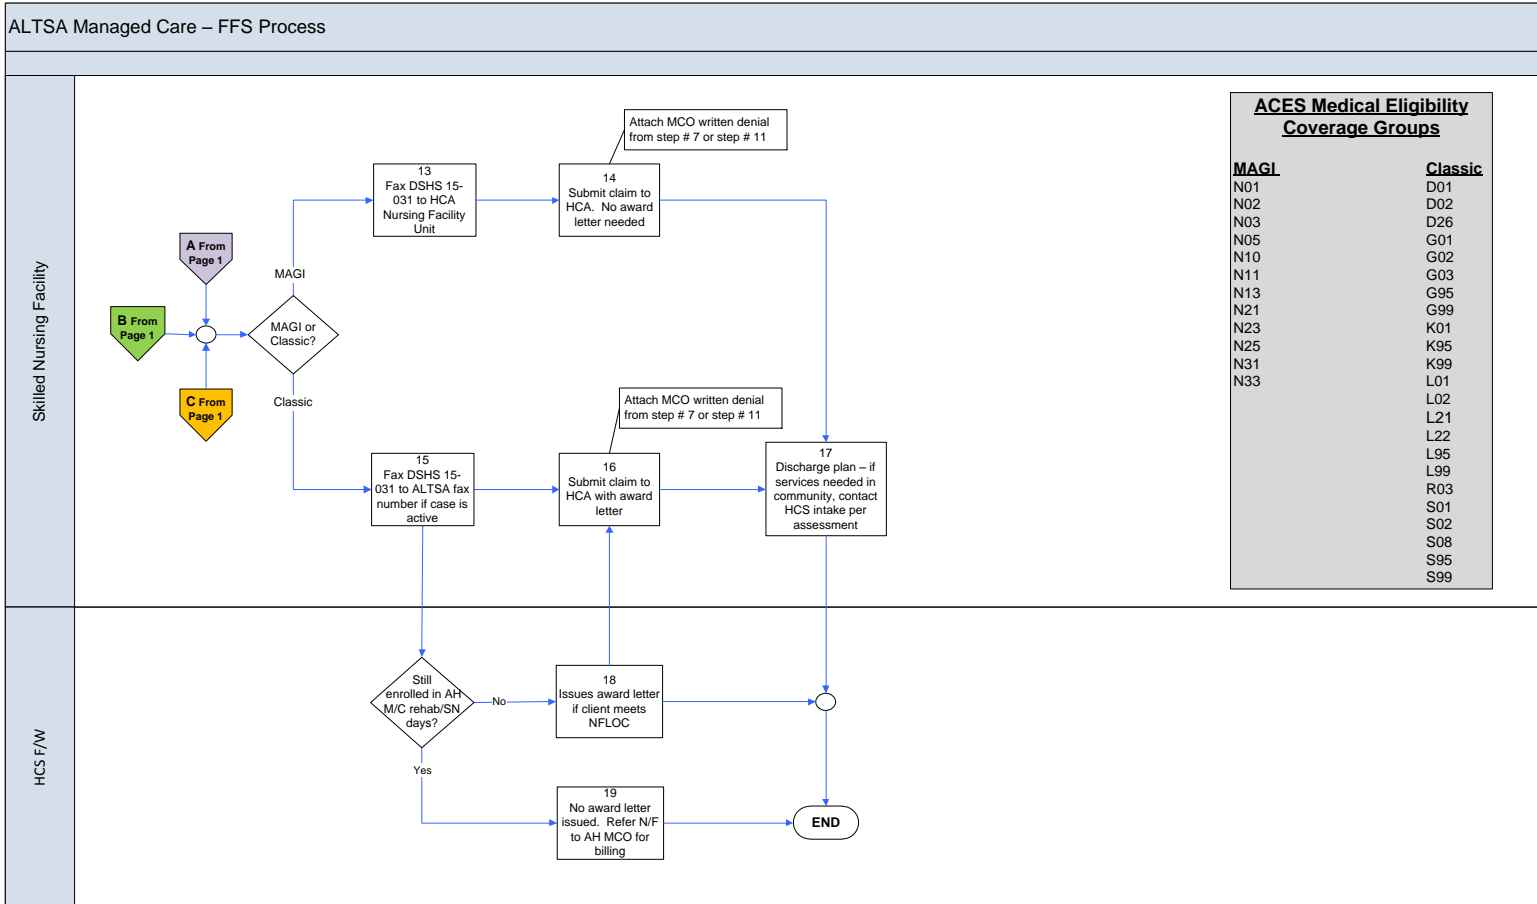 ALTSA Managed Care – FFS Process
Skilled Nursing Facility
A From
Page 1
B From
Page 1
C From
Page 1
MAGI or
Classic?
MAGI
Classic
13
Fax DSHS 15-
031 to HCA
Nursing Facility
Unit
Attach MCO written denial
from step # 7 or step # 11
14
Submit claim to
HCA.  No award
letter needed
15
Fax DSHS 15-
031 to ALTSA fax
number if case is
active
Attach MCO written denial
from step # 7 or step # 11
16
Submit claim to
HCA with award
letter
17
Discharge plan – if
services needed in
community, contact
HCS intake per
assessment
ACES Medical Eligibility
Coverage Groups
MAGI
N01
N02
N03
N05
N10
N11
N13
N21
N23
N25
N31
N33
Classic
D01
D02
D26
G01
G02
G03
G95
G99
K01
K95
K99
L01
L02
L21
L22
L95
L99
R03
S01
S02
S08
S95
S99
HCS F/W
Still
enrolled in AH
M/C rehab/SN
days?
No
Yes
18
Issues award letter
if client meets
NFLOC
19
No award letter
issued.  Refer N/F
to AH MCO for
billing
END